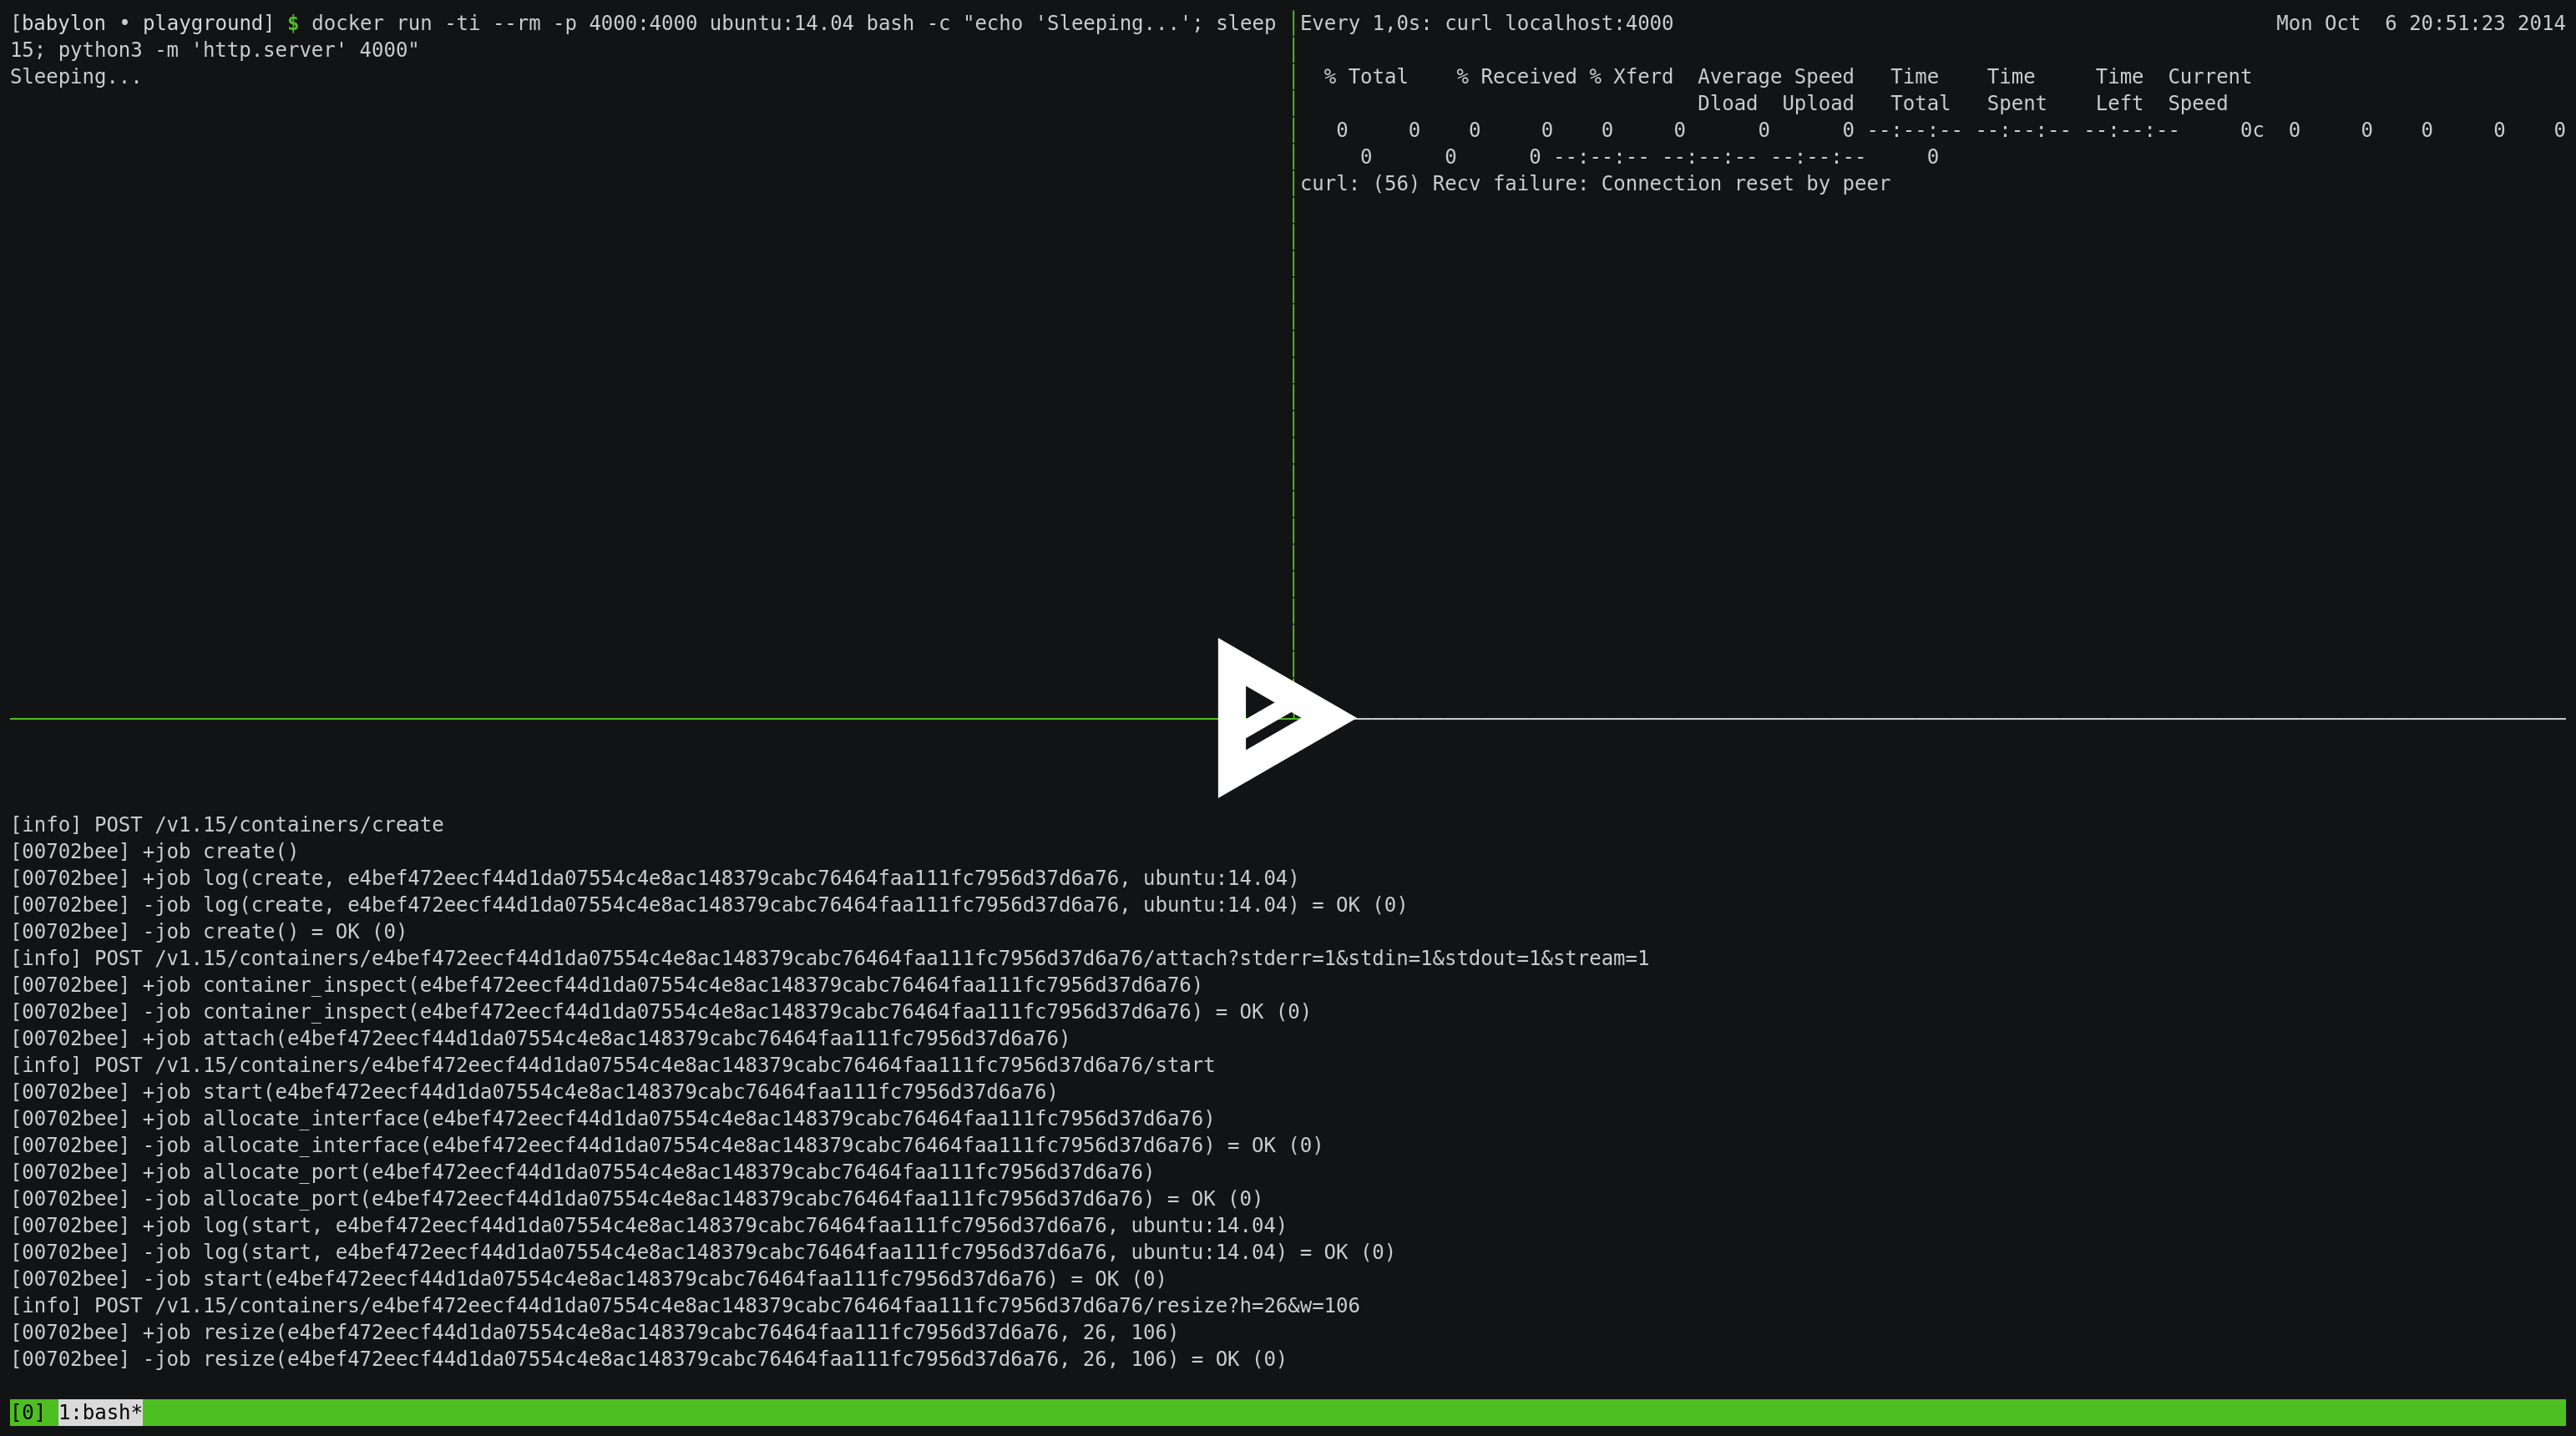 [babylon • playground] $ docker run -ti --rm -p 4000:4000 ubuntu:14.04 bash -c "echo 'Sleeping...'; sleep
15; python3 -m 'http.server' 4000"
Sleeping...
Every 1,0s: curl localhost:4000 Mon Oct  6 20:51:23 2014
  % Total    % Received % Xferd  Average Speed   Time    Time     Time  Current
                                 Dload  Upload   Total   Spent    Left  Speed
   0     0    0     0    0     0      0      0 --:--:-- --:--:-- --:--:--     0c  0     0    0     0    0
     0      0      0 --:--:-- --:--:-- --:--:--     0
curl: (56) Recv failure: Connection reset by peer
[info] POST /v1.15/containers/create
[00702bee] +job create()
[00702bee] +job log(create, e4bef472eecf44d1da07554c4e8ac148379cabc76464faa111fc7956d37d6a76, ubuntu:14.04)
[00702bee] -job log(create, e4bef472eecf44d1da07554c4e8ac148379cabc76464faa111fc7956d37d6a76, ubuntu:14.04) = OK (0)
[00702bee] -job create() = OK (0)
[info] POST /v1.15/containers/e4bef472eecf44d1da07554c4e8ac148379cabc76464faa111fc7956d37d6a76/attach?stderr=1&stdin=1&stdout=1&stream=1
[00702bee] +job container_inspect(e4bef472eecf44d1da07554c4e8ac148379cabc76464faa111fc7956d37d6a76)
[00702bee] -job container_inspect(e4bef472eecf44d1da07554c4e8ac148379cabc76464faa111fc7956d37d6a76) = OK (0)
[00702bee] +job attach(e4bef472eecf44d1da07554c4e8ac148379cabc76464faa111fc7956d37d6a76)
[info] POST /v1.15/containers/e4bef472eecf44d1da07554c4e8ac148379cabc76464faa111fc7956d37d6a76/start
[00702bee] +job start(e4bef472eecf44d1da07554c4e8ac148379cabc76464faa111fc7956d37d6a76)
[00702bee] +job allocate_interface(e4bef472eecf44d1da07554c4e8ac148379cabc76464faa111fc7956d37d6a76)
[00702bee] -job allocate_interface(e4bef472eecf44d1da07554c4e8ac148379cabc76464faa111fc7956d37d6a76) = OK (0)
[00702bee] +job allocate_port(e4bef472eecf44d1da07554c4e8ac148379cabc76464faa111fc7956d37d6a76)
[00702bee] -job allocate_port(e4bef472eecf44d1da07554c4e8ac148379cabc76464faa111fc7956d37d6a76) = OK (0)
[00702bee] +job log(start, e4bef472eecf44d1da07554c4e8ac148379cabc76464faa111fc7956d37d6a76, ubuntu:14.04)
[00702bee] -job log(start, e4bef472eecf44d1da07554c4e8ac148379cabc76464faa111fc7956d37d6a76, ubuntu:14.04) = OK (0)
[00702bee] -job start(e4bef472eecf44d1da07554c4e8ac148379cabc76464faa111fc7956d37d6a76) = OK (0)
[info] POST /v1.15/containers/e4bef472eecf44d1da07554c4e8ac148379cabc76464faa111fc7956d37d6a76/resize?h=26&w=106
[00702bee] +job resize(e4bef472eecf44d1da07554c4e8ac148379cabc76464faa111fc7956d37d6a76, 26, 106)
[00702bee] -job resize(e4bef472eecf44d1da07554c4e8ac148379cabc76464faa111fc7956d37d6a76, 26, 106) = OK (0)
[0] 1:bash*